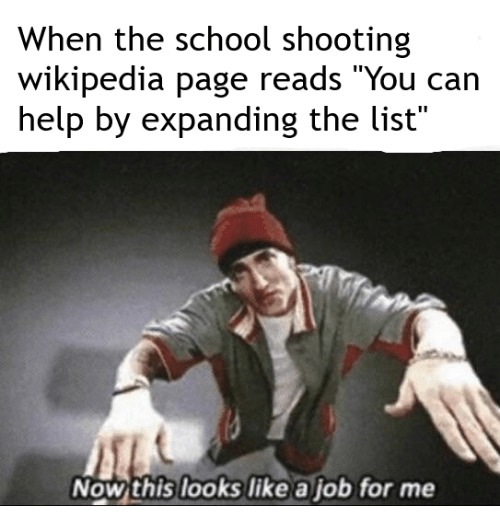 When the school shooting
wikipedia page reads "You can
help by expanding the list"
Now this looks like a job for me